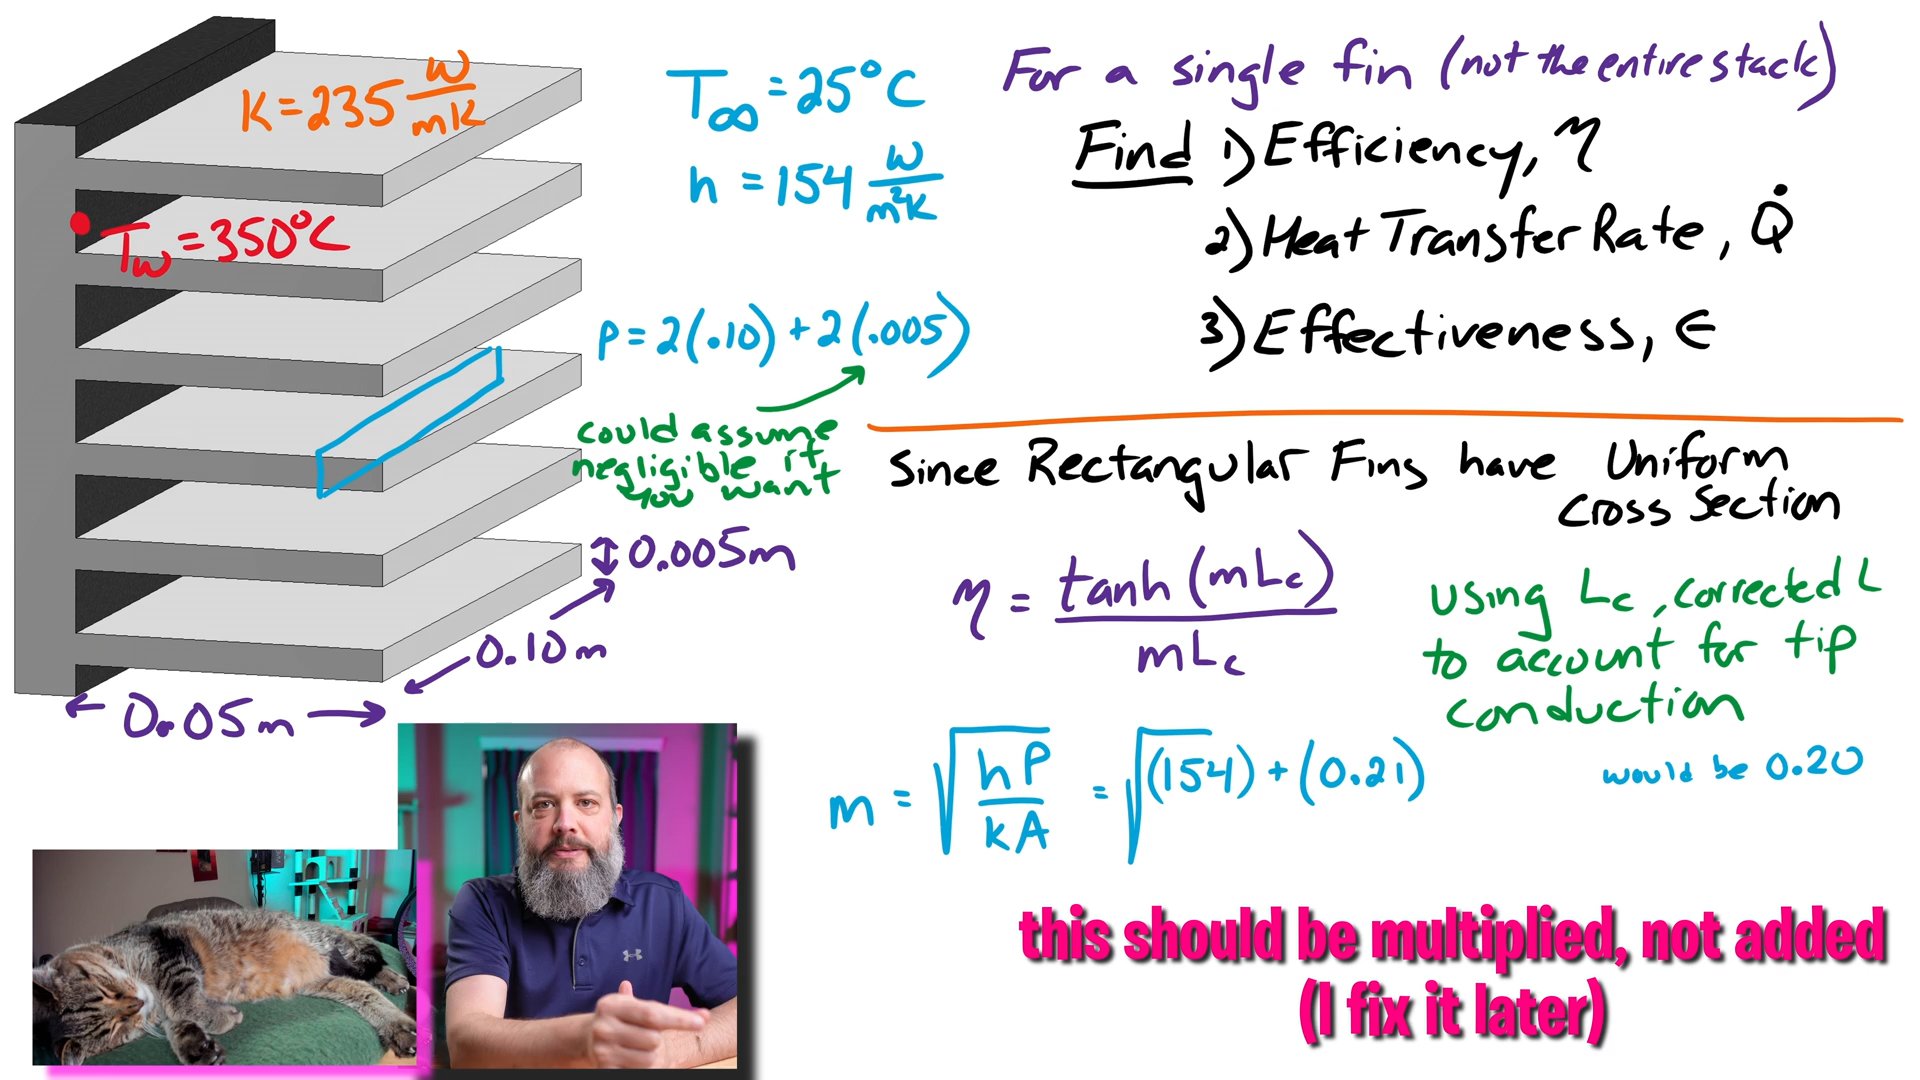 K = 235 W/mK
T∞ = 25°C
h = 154 W/m²K
Tw = 350°C
For a single fin (not the entire stack)
Find 1) Efficiency, η
2) Heat Transfer Rate, Q̇
3) Effectiveness, ∈
P = 2(.10) + 2(.005)
could assume
negligible if
you want
0.005m
0.10m
0.05m
Since Rectangular Fins have Uniform
Cross Section
η = tanh(mLc) / mLc
Using Lc, corrected L
to account for tip
conduction
m = √(hP / kA) = √(154) + (0.21)
would be 0.20
this should be multiplied, not added
(I fix it later)